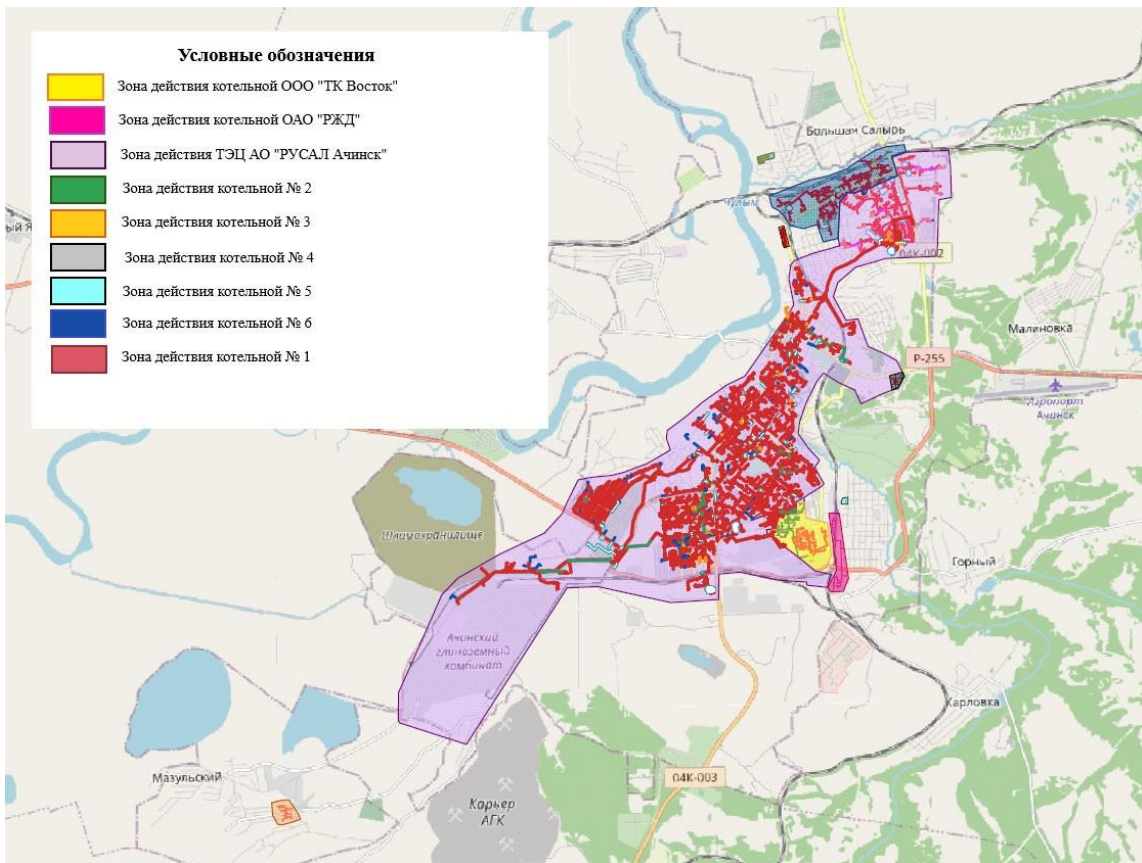 Условные обозначения
Зона действия котельной ООО "ТК Восток"
Зона действия котельной ОАО "РЖД"
Зона действия ТЭЦ АО "РУСАЛ Ачинск"
Зона действия котельной № 2
Зона действия котельной № 3
Зона действия котельной № 4
Зона действия котельной № 5
Зона действия котельной № 6
Зона действия котельной № 1
Большая Салырь
Чулым
ый Я
04К-002
Малиновка
Р-255
Аэропорт
Ачинск
Шламохранилище
Горный
Ачинский
глиноземный
комбинат
Карловка
Мазульский
04К-003
Карьер
АГК